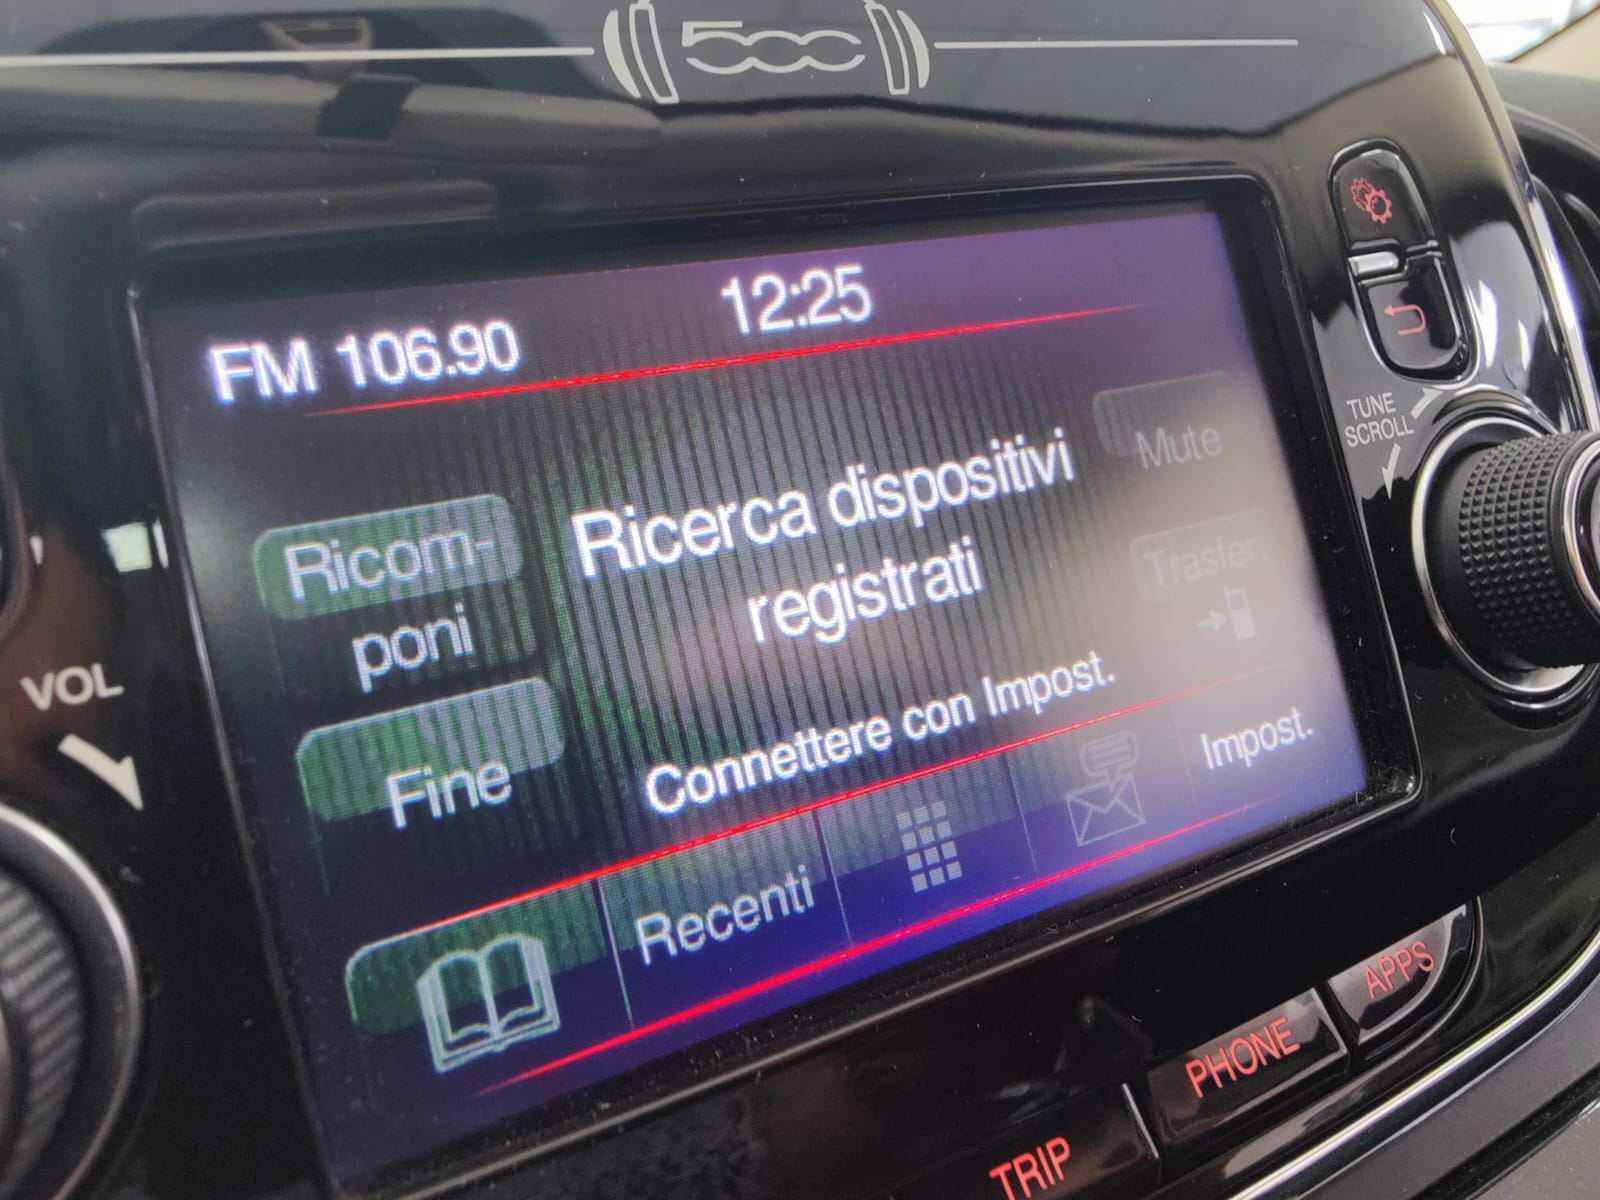 500
FM 106.90
12:25
Mute
Ricerca dispositivi
registrati
Ricom-
poni
Trasfer.
Fine
Connettere con Impost.
Recenti
Impost.
VOL
TUNE
SCROLL
TRIP
PHONE
APPS